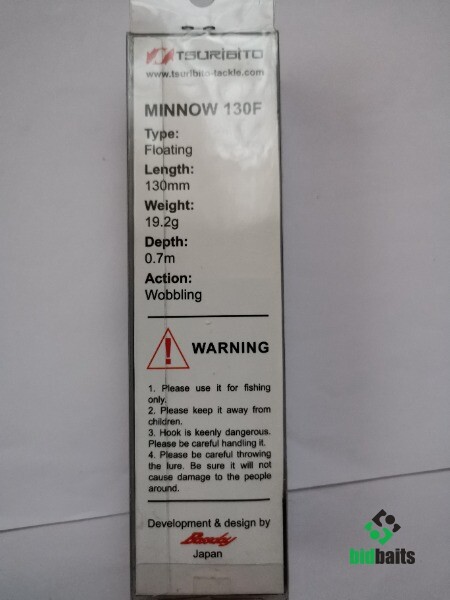 TSURIBITO
www.tsuribito-tackle.com
MINNOW 130F
Type:
Floating
Length:
130mm
Weight:
19.2g
Depth:
0.7m
Action:
Wobbling
WARNING
1. Please use it for fishing
only.
2. Please keep it away from
children.
3. Hook is keenly dangerous.
Please be careful handling it.
4. Please be careful throwing
the lure. Be sure it will not
cause damage to the people
around.
Development & design by
Japan
bidbaits